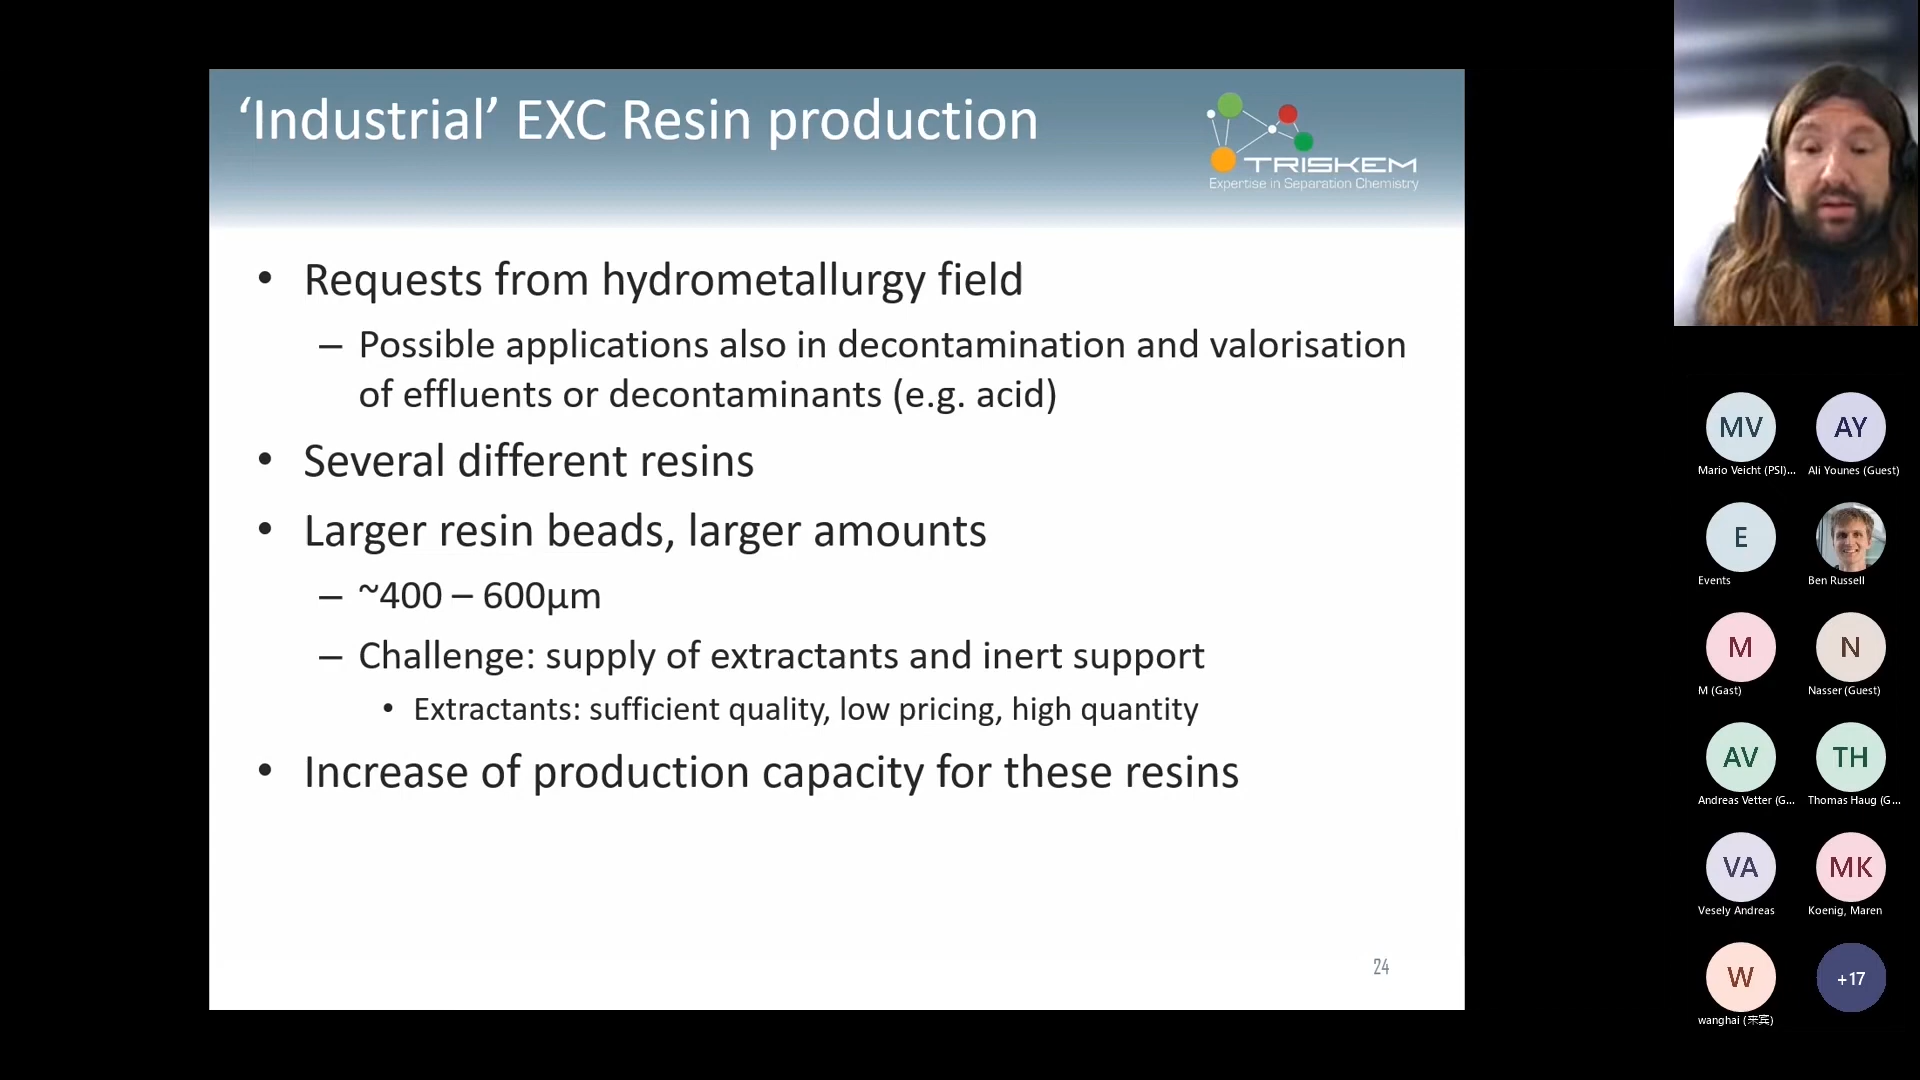 ‘Industrial’ EXC Resin production
TRISKEM
Expertise in Separation Chemistry
• Requests from hydrometallurgy field
– Possible applications also in decontamination and valorisation
of effluents or decontaminants (e.g. acid)
• Several different resins
• Larger resin beads, larger amounts
– ~400 – 600µm
– Challenge: supply of extractants and inert support
• Extractants: sufficient quality, low pricing, high quantity
• Increase of production capacity for these resins
24
MV
AY
Mario Veicht (PSI)...
Ali Younes (Guest)
E
Events
Ben Russell
M
N
M (Gast)
Nasser (Guest)
AV
TH
Andreas Vetter (G...
Thomas Haug (G...
VA
MK
Vesely Andreas
Koenig, Maren
W
+17
wanghai (来宾)